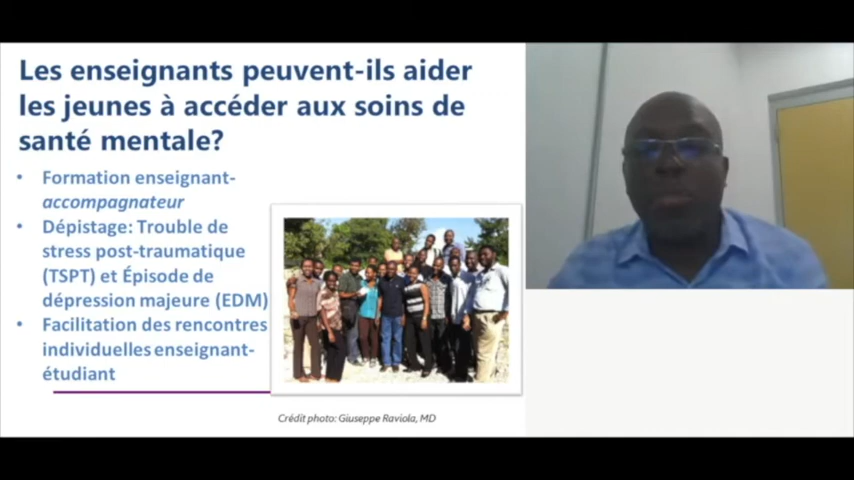 Les enseignants peuvent-ils aider
les jeunes à accéder aux soins de
santé mentale?
• Formation enseignant-
accompagnateur
• Dépistage: Trouble de
stress post-traumatique
(TSPT) et Épisode de
dépression majeure (EDM)
• Facilitation des rencontres
individuelles enseignant-
étudiant
Crédit photo: Giuseppe Raviola, MD